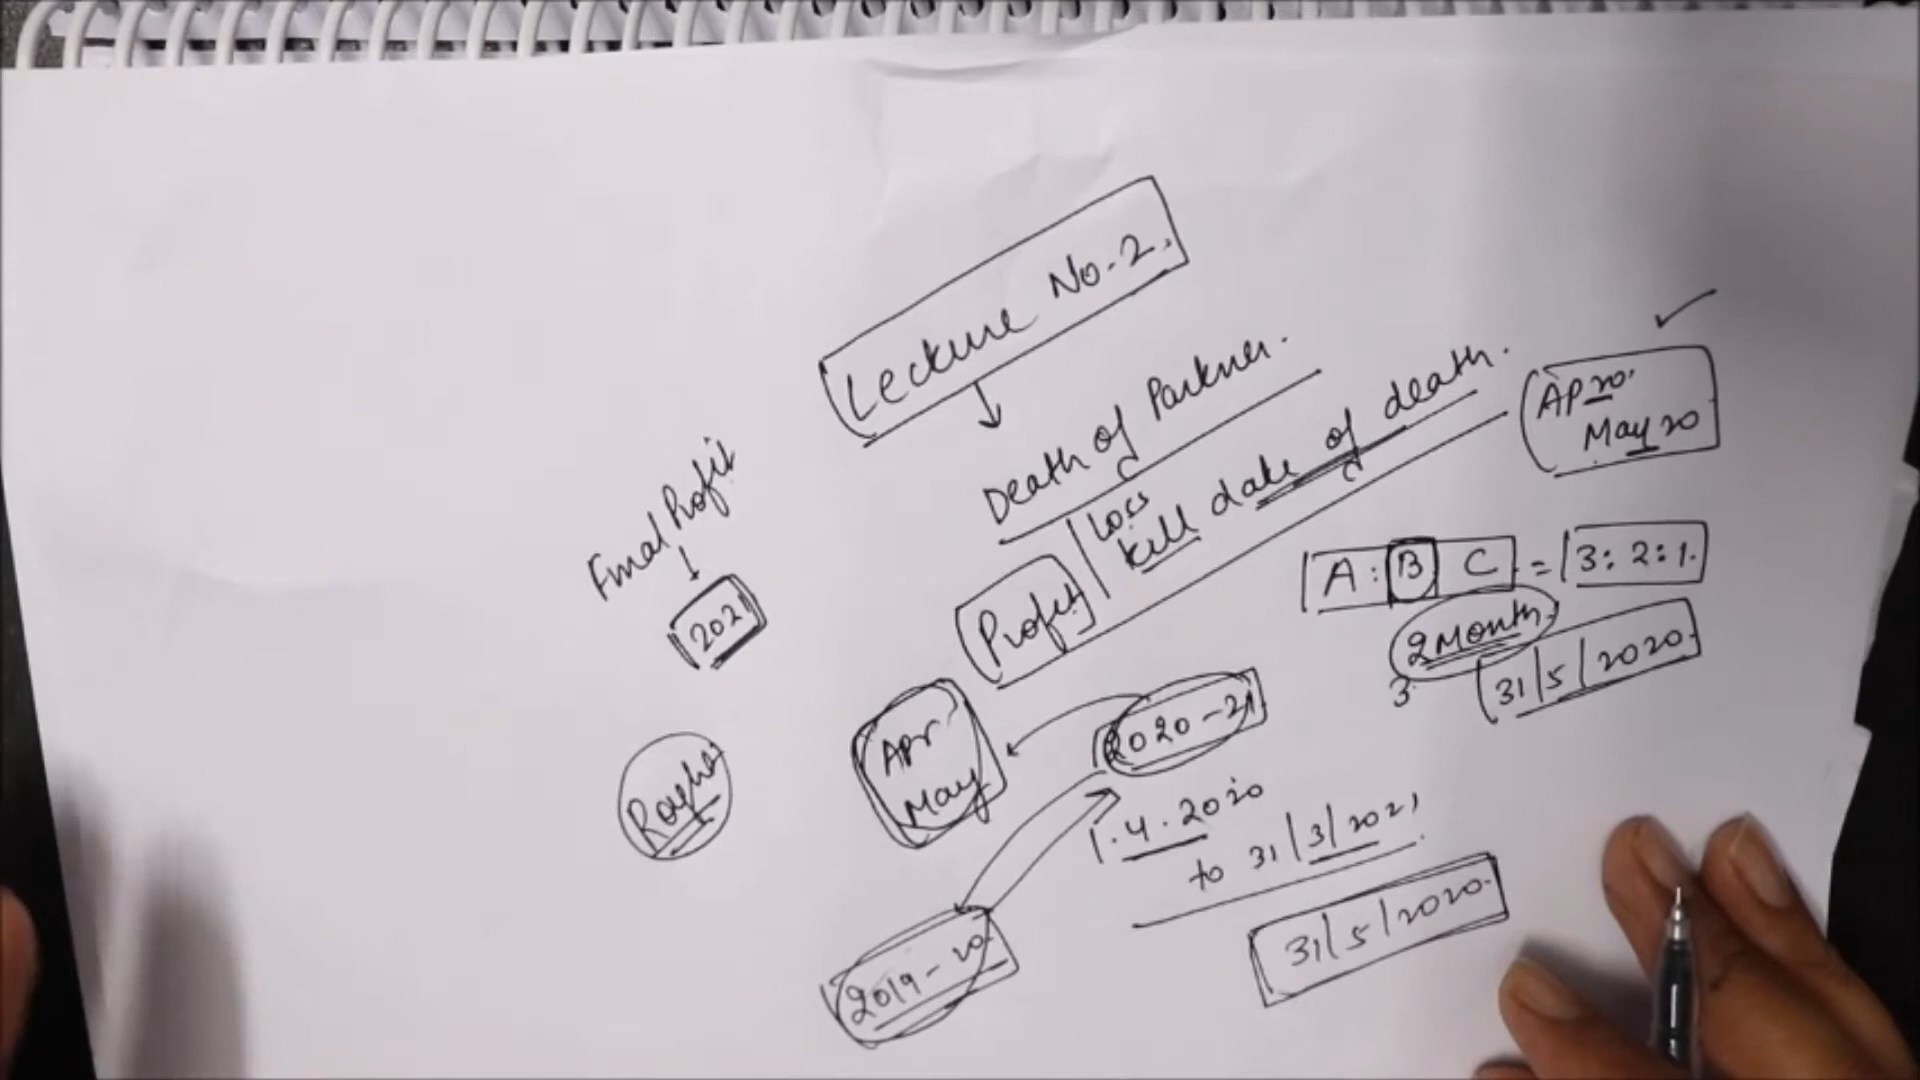 Lecture No. 2.
Death of Partner.
Profit / Loss till date of death.
Ap 20.
May 20
Final Profit
2021
A : B C = 3 : 2 : 1.
2 Month
3
31/5/2020.
2020-21
Apr
May
1.4.2020
to 31/3/2021
31/5/2020.
2019-20